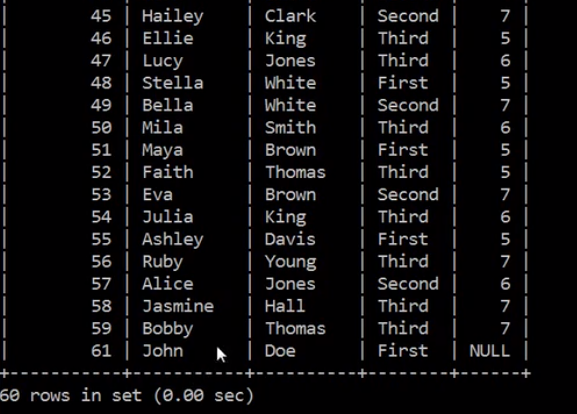 | 45 | Hailey | Clark | Second | 7 |
| 46 | Ellie | King | Third | 5 |
| 47 | Lucy | Jones | Third | 6 |
| 48 | Stella | White | First | 5 |
| 49 | Bella | White | Second | 7 |
| 50 | Mila | Smith | Third | 6 |
| 51 | Maya | Brown | First | 5 |
| 52 | Faith | Thomas | Third | 5 |
| 53 | Eva | Brown | Second | 7 |
| 54 | Julia | King | Third | 6 |
| 55 | Ashley | Davis | First | 5 |
| 56 | Ruby | Young | Third | 7 |
| 57 | Alice | Jones | Second | 6 |
| 58 | Jasmine | Hall | Third | 7 |
| 59 | Bobby | Thomas | Third | 7 |
| 61 | John | Doe | First | NULL |
+-----------+-----------+-----------+--------+------+
60 rows in set (0.00 sec)